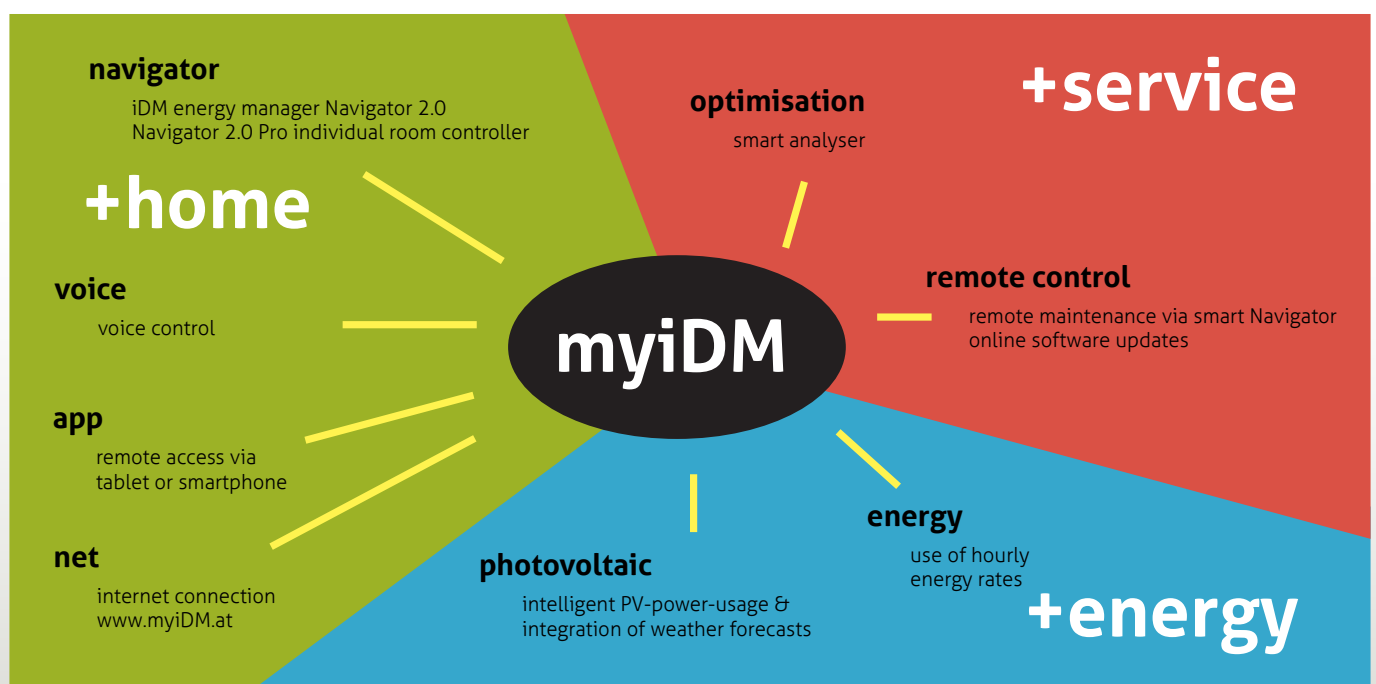 navigator
iDM energy manager Navigator 2.0
Navigator 2.0 Pro individual room controller
+home
voice
voice control
app
remote access via
tablet or smartphone
net
internet connection
www.myiDM.at
+service
optimisation
smart analyser
remote control
remote maintenance via smart Navigator
online software updates
myiDM
photovoltaic
intelligent PV-power-usage &
integration of weather forecasts
energy
use of hourly
energy rates
+energy